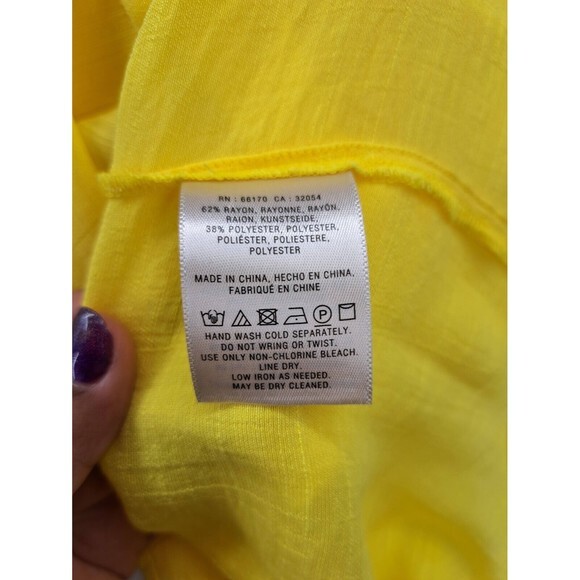 RN : 66170 CA : 32054
62% RAYON, RAYONNE, RAYÓN.
RAION, KUNSTSEIDE,
38% POLYESTER, POLYESTER,
POLIÉSTER, POLIESTERE,
POLYESTER
MADE IN CHINA, HECHO EN CHINA.
FABRIQUÉ EN CHINE
P
HAND WASH COLD SEPARATELY.
DO NOT WRING OR TWIST.
USE ONLY NON-CHLORINE BLEACH.
LINE DRY.
LOW IRON AS NEEDED.
MAY BE DRY CLEANED.